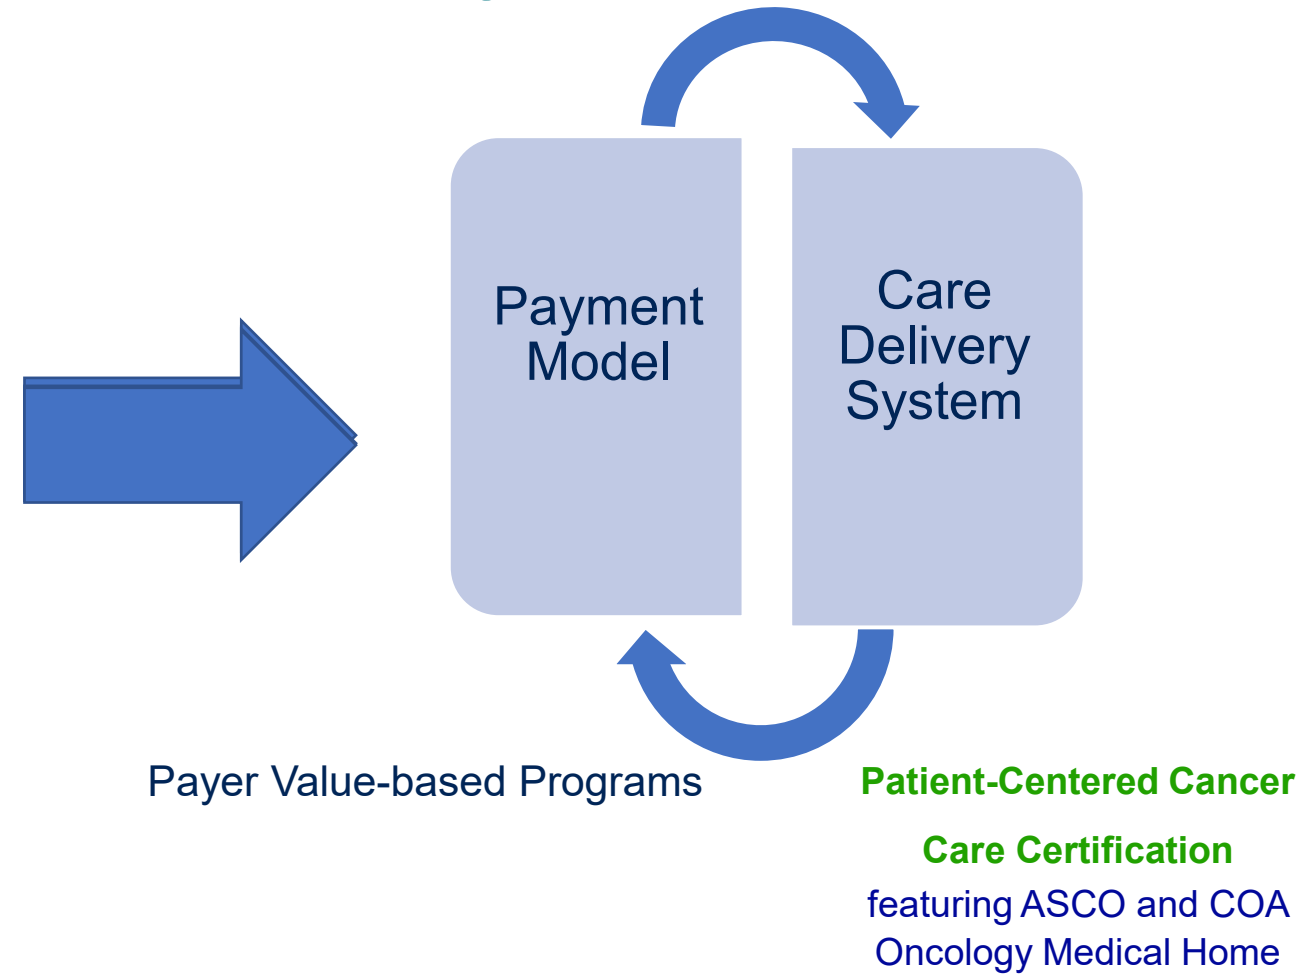 Payment
Model
Care
Delivery
System
Payer Value-based Programs
Patient-Centered Cancer
Care Certification
featuring ASCO and COA
Oncology Medical Home